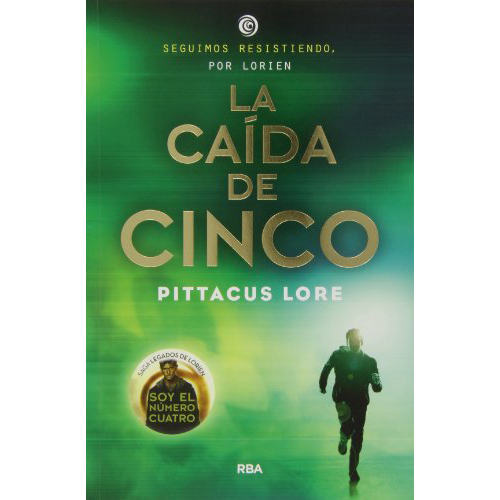 SEGUIMOS RESISTIENDO,
POR LORIEN
LA
CAÍDA
DE
CINCO
PITTACUS LORE
SAGA LEGADOS DE LORIEN
SOY EL
NÚMERO
CUATRO
RBA